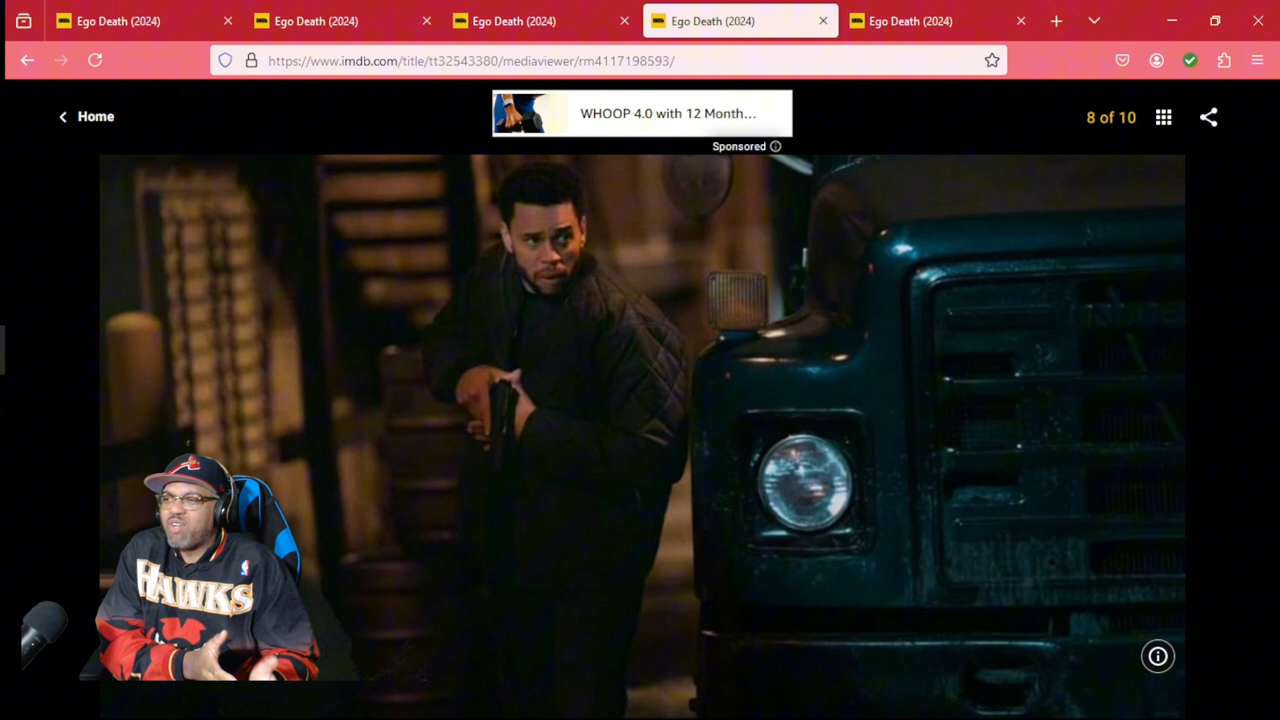 Ego Death (2024)
Ego Death (2024)
Ego Death (2024)
Ego Death (2024)
Ego Death (2024)
https://www.imdb.com/title/tt32543380/mediaviewer/rm4117198593/
Home
WHOOP 4.0 with 12 Month...
8 of 10
Sponsored
HAWKS